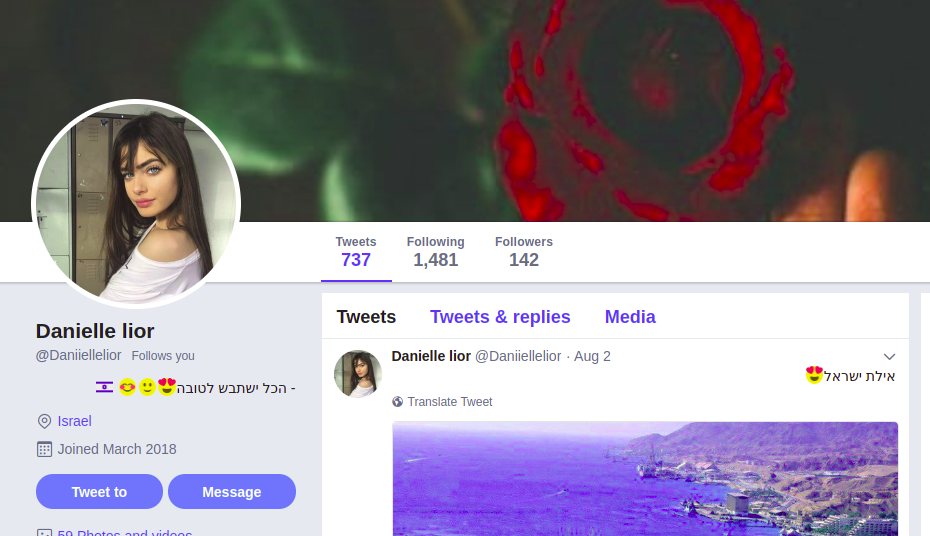 Tweets Following Followers
737 1,481 142
Danielle lior
@Daniiellelior Follows you
הכל ישתבש לטובה😍🙂😊🇮🇱 -
Israel
Joined March 2018
Tweet to Message
59 Photos and videos
Tweets Tweets & replies Media
Danielle lior @Daniiellelior · Aug 2
אילת ישראל😍
Translate Tweet